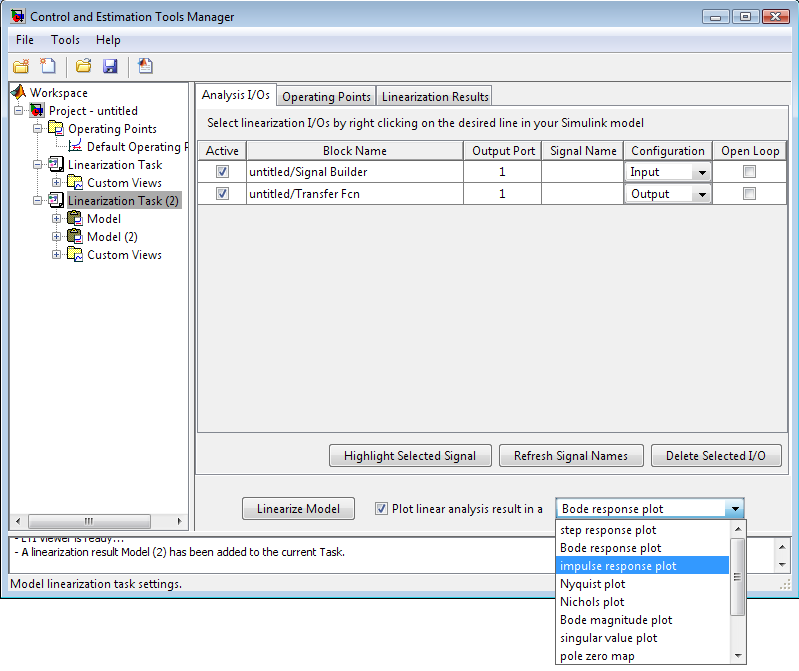 Control and Estimation Tools Manager
File Tools Help
Workspace
Project - untitled
Operating Points
Default Operating
Linearization Task
Custom Views
Linearization Task (2)
Model
Model (2)
Custom Views
Analysis I/Os Operating Points Linearization Results
Select linearization I/Os by right clicking on the desired line in your Simulink model
Active Block Name Output Port Signal Name Configuration Open Loop
untitled/Signal Builder 1 Input
untitled/Transfer Fcn 1 Output
Highlight Selected Signal Refresh Signal Names Delete Selected I/O
Linearize Model Plot linear analysis result in a Bode response plot
step response plot
Bode response plot
impulse response plot
Nyquist plot
Nichols plot
Bode magnitude plot
singular value plot
pole zero map
- LTI Viewer is ready...
- A linearization result Model (2) has been added to the current Task.
Model linearization task settings.